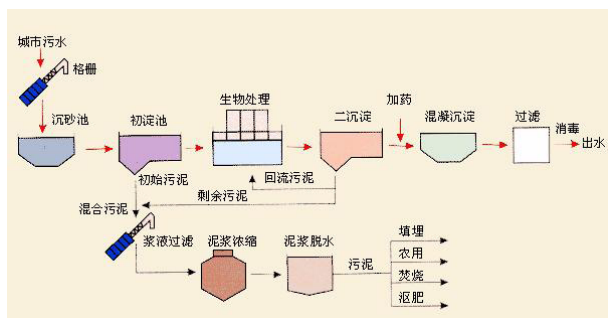 城市污水
格栅
沉砂池
初淀池
生物处理
二沉淀
加药
混凝沉淀
过滤
消毒
出水
初始污泥
回流污泥
剩余污泥
混合污泥
浆液过滤
泥浆浓缩
泥浆脱水
污泥
填埋
农用
焚烧
沤肥